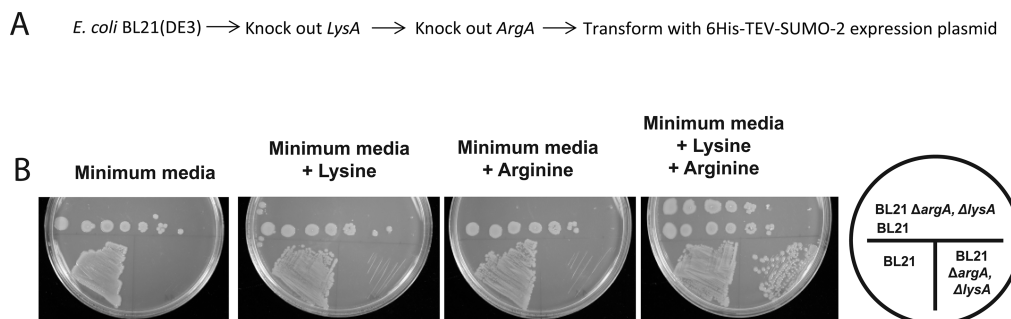 A
E. coli BL21(DE3) → Knock out LysA → Knock out ArgA → Transform with 6His-TEV-SUMO-2 expression plasmid
B
Minimum media
Minimum media
+ Lysine
Minimum media
+ Arginine
Minimum media
+ Lysine
+ Arginine
BL21 ΔargA, ΔlysA
BL21
BL21
BL21
ΔargA,
ΔlysA